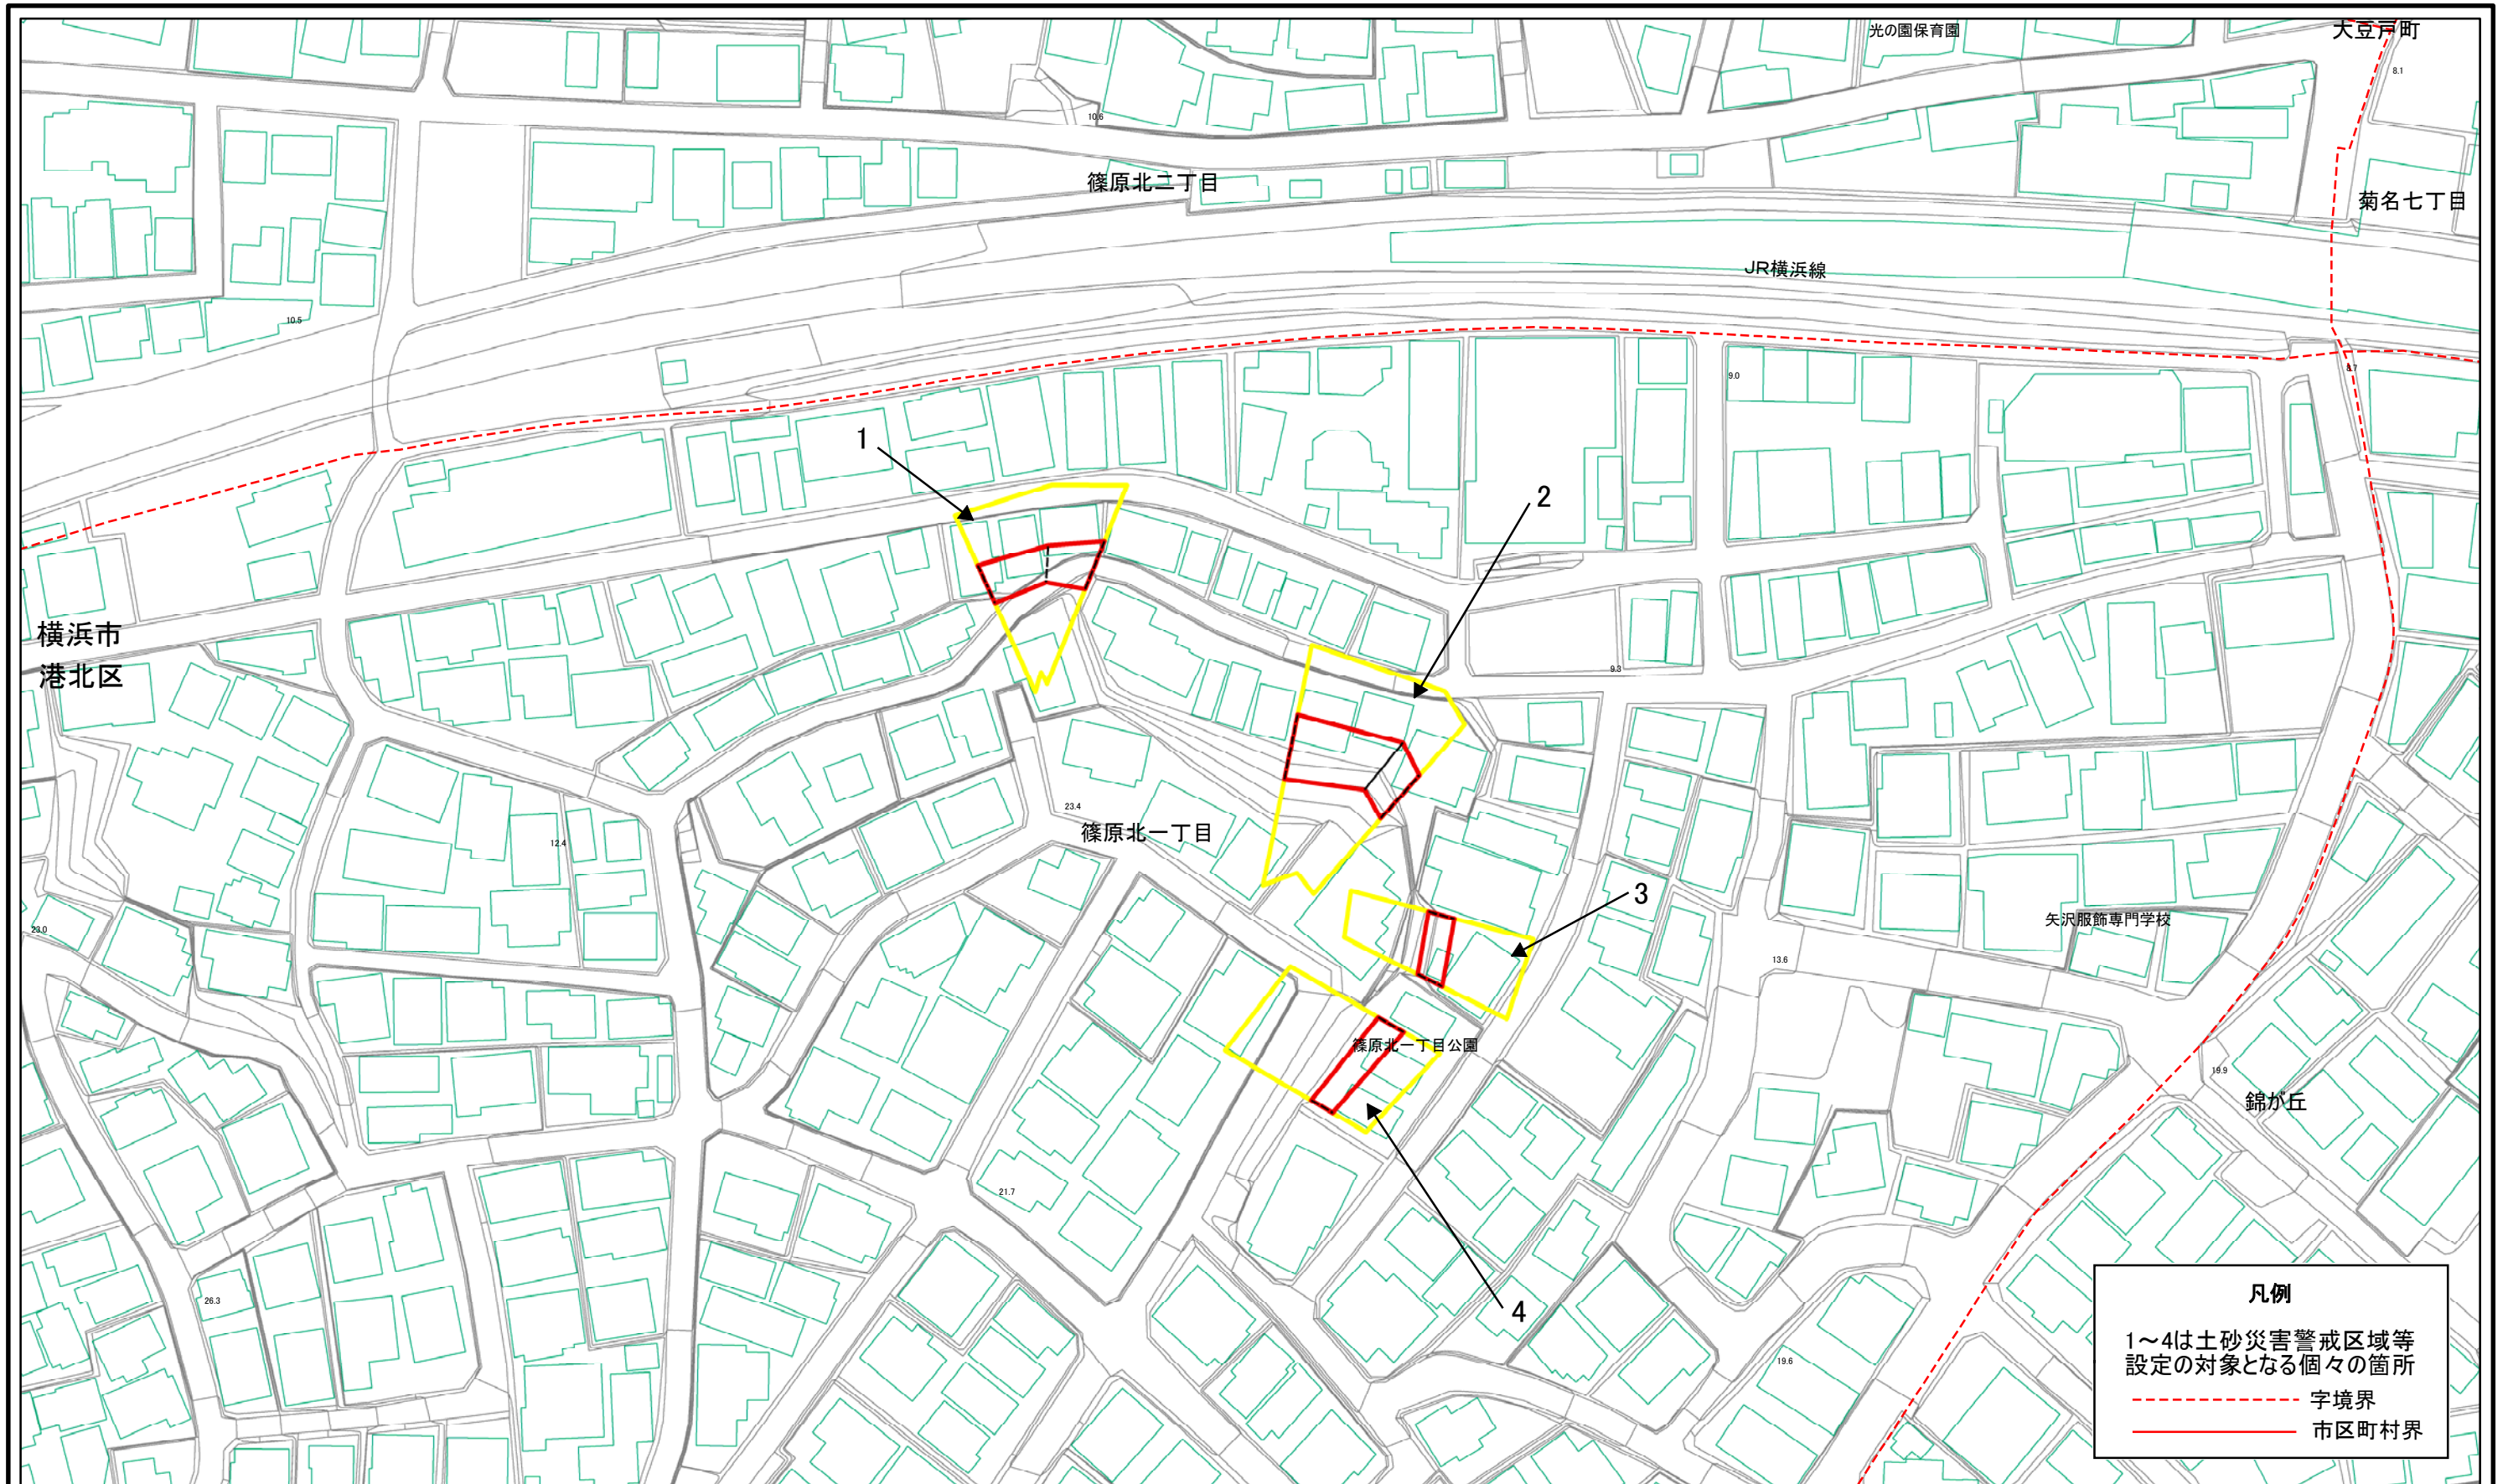 光の園保育園
大豆戸町
8.1
10.6
篠原北二丁目
菊名七丁目
JR横浜線
10.5
8.7
9.0
1
2
横浜市
港北区
9.3
23.4
篠原北一丁目
12.4
3
矢沢服飾専門学校
23.0
13.6
篠原北一丁目公園
19.9
錦が丘
21.7
26.3
4
19.6
凡例
1~4は土砂災害警戒区域等
設定の対象となる個々の箇所
字境界
市区町村界